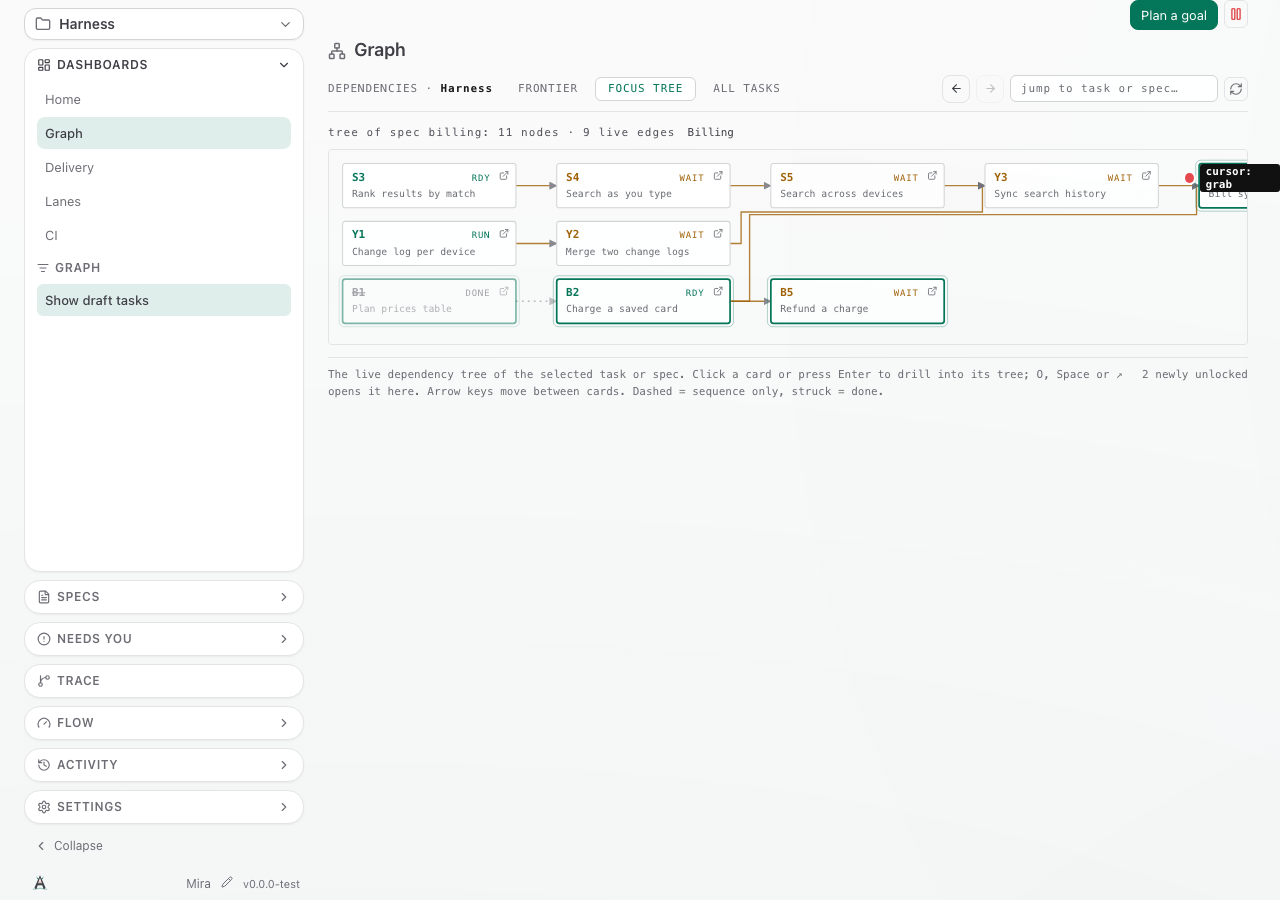 Harness
Plan a goal
DASHBOARDS
Home
Graph
Delivery
Lanes
CI
GRAPH
Show draft tasks
SPECS
NEEDS YOU
TRACE
FLOW
ACTIVITY
SETTINGS
Collapse
Mira
v0.0.0-test
Graph
DEPENDENCIES · Harness
FRONTIER
FOCUS TREE
ALL TASKS
jump to task or spec…
tree of spec billing: 11 nodes · 9 live edges Billing
S3 RDY
Rank results by match
S4 WAIT
Search as you type
S5 WAIT
Search across devices
Y3 WAIT
Sync search history
cursor:
grab
Y1 RUN
Change log per device
Y2 WAIT
Merge two change logs
B1 DONE
Plan prices table
B2 RDY
Charge a saved card
B5 WAIT
Refund a charge
The live dependency tree of the selected task or spec. Click a card or press Enter to drill into its tree; O, Space or ↗ 2 newly unlocked
opens it here. Arrow keys move between cards. Dashed = sequence only, struck = done.